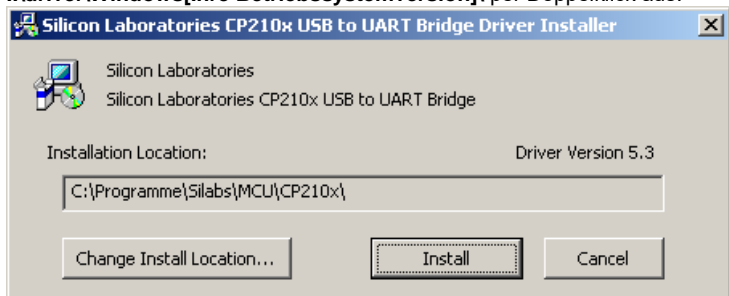 Silicon Laboratories CP210x USB to UART Bridge Driver Installer
Silicon Laboratories
Silicon Laboratories CP210x USB to UART Bridge
Installation Location:
Driver Version 5.3
C:\Programme\Silabs\MCU\CP210x\
Change Install Location...
Install
Cancel